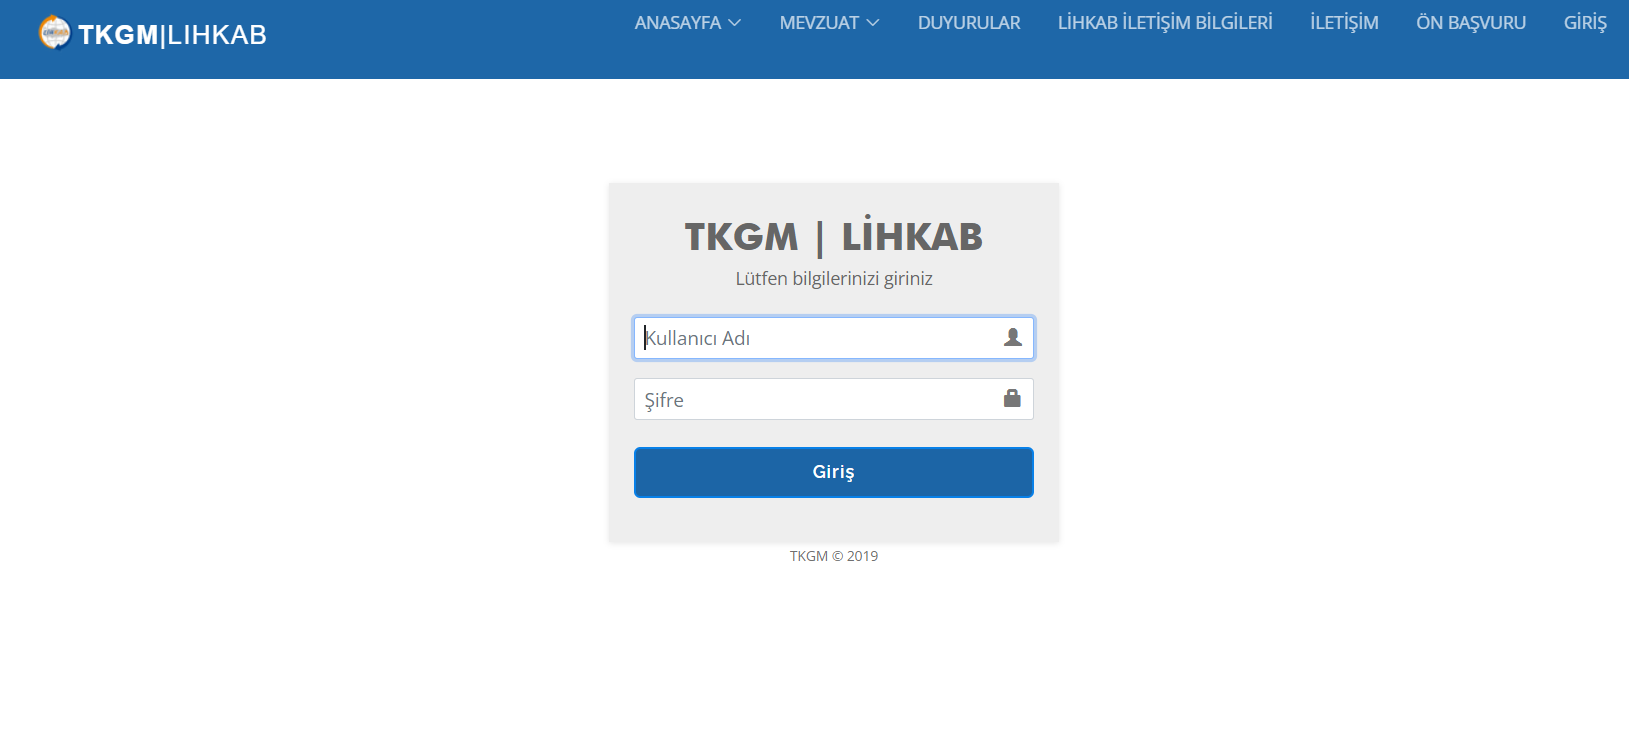 TKGM|LIHKAB
ANASAYFA MEVZUAT DUYURULAR LİHKAB İLETİŞİM BİLGİLERİ İLETİŞİM ÖN BAŞVURU GİRİŞ
TKGM | LİHKAB
Lütfen bilgilerinizi giriniz
Kullanıcı Adı
Şifre
Giriş
TKGM © 2019